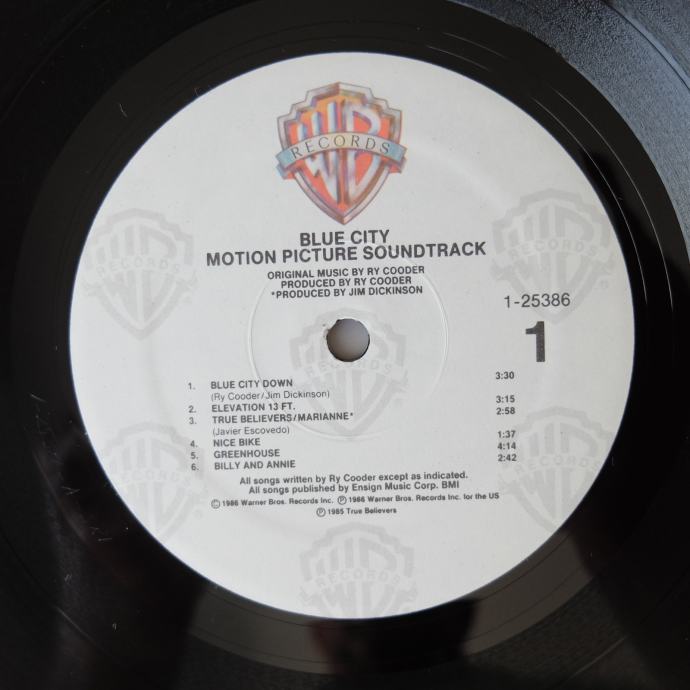 WB
RECORDS
BLUE CITY
MOTION PICTURE SOUNDTRACK
ORIGINAL MUSIC BY RY COODER
PRODUCED BY RY COODER
*PRODUCED BY JIM DICKINSON
1-25386
1
1. BLUE CITY DOWN 3:30
(Ry Cooder/Jim Dickinson)
2. ELEVATION 13 FT. 3:15
3. TRUE BELIEVERS/MARIANNE* 2:58
(Javier Escovedo)
4. NICE BIKE 1:37
5. GREENHOUSE 4:14
6. BILLY AND ANNIE 2:42
All songs written by Ry Cooder except as indicated.
All songs published by Ensign Music Corp. BMI
© 1986 Warner Bros. Records Inc. ℗ 1986 Warner Bros. Records Inc. for the US
℗ 1985 True Believers